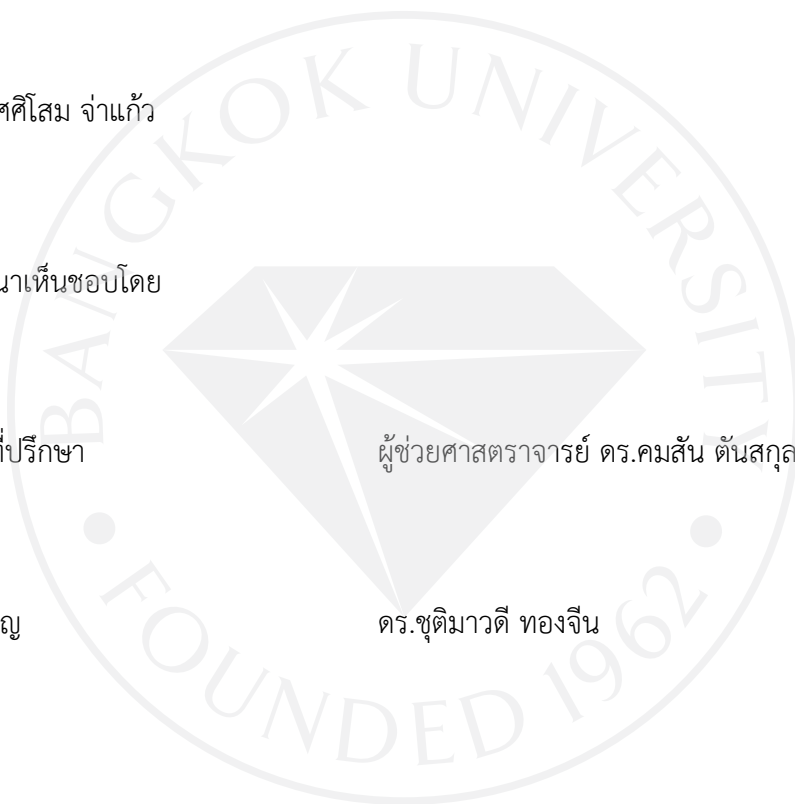 ศศิโสม จ่าแก้ว
นาเห็นชอบโดย
ที่ปรึกษา ผู้ช่วยศาสตราจารย์ ดร.คมสัน ตันสกุล
ญ ดร.ชุติมาวดี ทองจีน
BANGKOK UNIVERSITY
• FOUNDED 1962 •